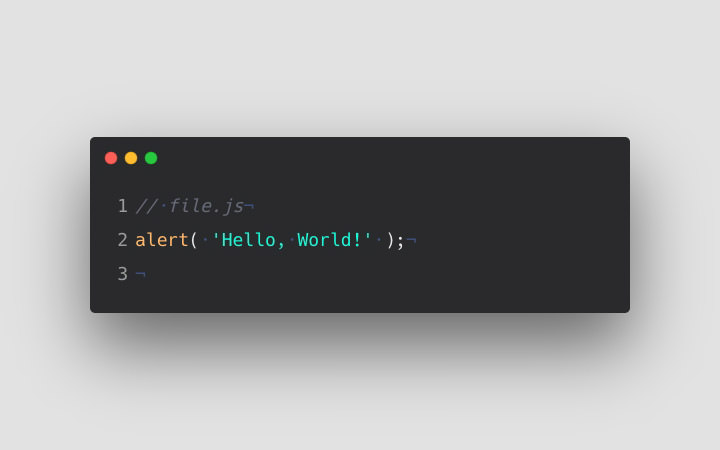 1 // file.js¬
2 alert( 'Hello, World!' );¬
3 ¬